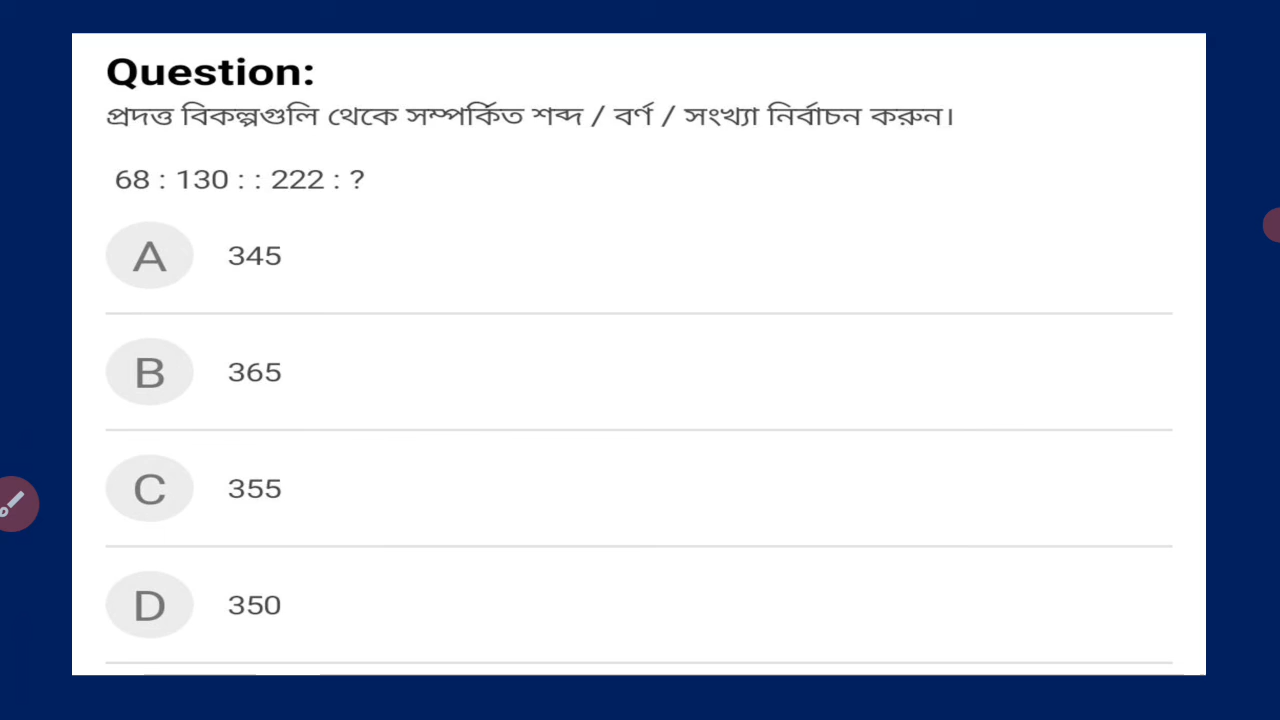 Question:
প্রদত্ত বিকল্পগুলি থেকে সম্পর্কিত শব্দ / বর্ণ / সংখ্যা নির্বাচন করুন।
68 : 130 : : 222 : ?
A 345
B 365
C 355
D 350